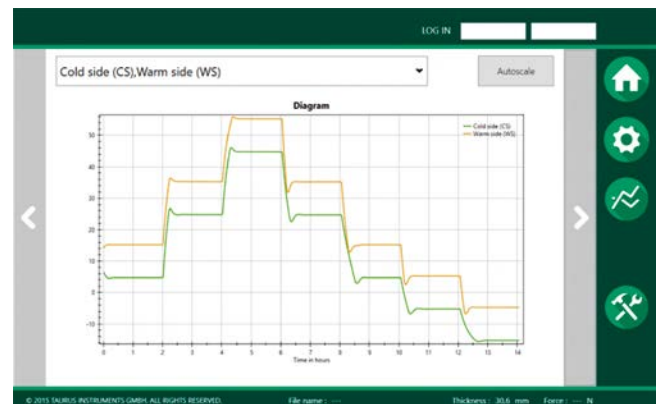 LOG IN
Cold side (CS),Warm side (WS)
Autoscale
Diagram
Cold side (CS)
Warm side (WS)
50
40
30
20
10
0
-10
0 1 2 3 4 5 6 7 8 9 10 11 12 13 14
Time in hours
© 2015 TAURUS INSTRUMENTS GMBH. ALL RIGHTS RESERVED. File name : --- Thickness : 30,6 mm Force : --- N